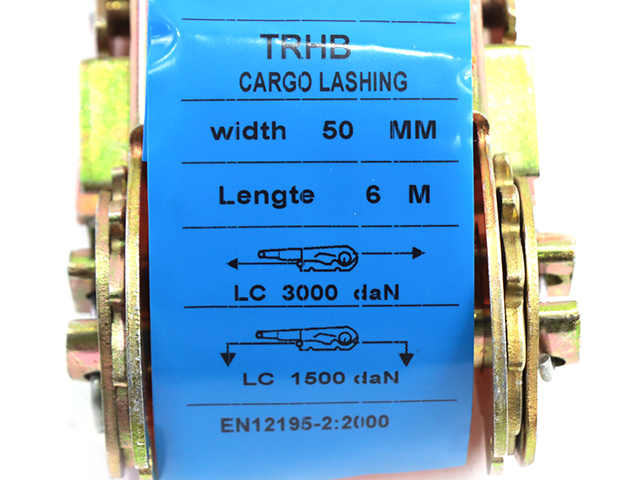 TRHB
CARGO LASHING
width 50 MM
Lengte 6 M
LC 3000 daN
LC 1500 daN
EN12195-2:2000